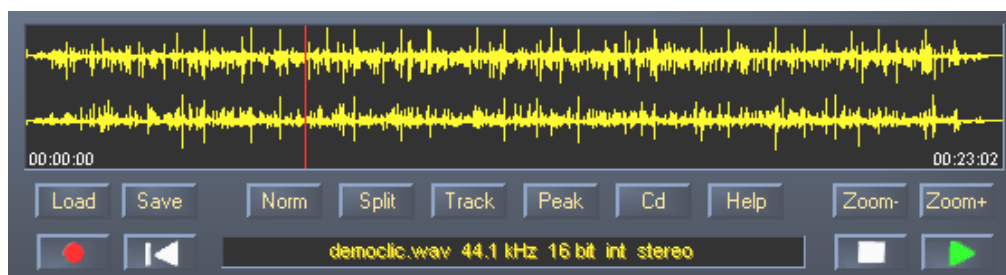 00:00:00 00:23:02
Load Save Norm Split Track Peak Cd Help Zoom- Zoom+
democlic.wav 44.1 kHz 16 bit int stereo